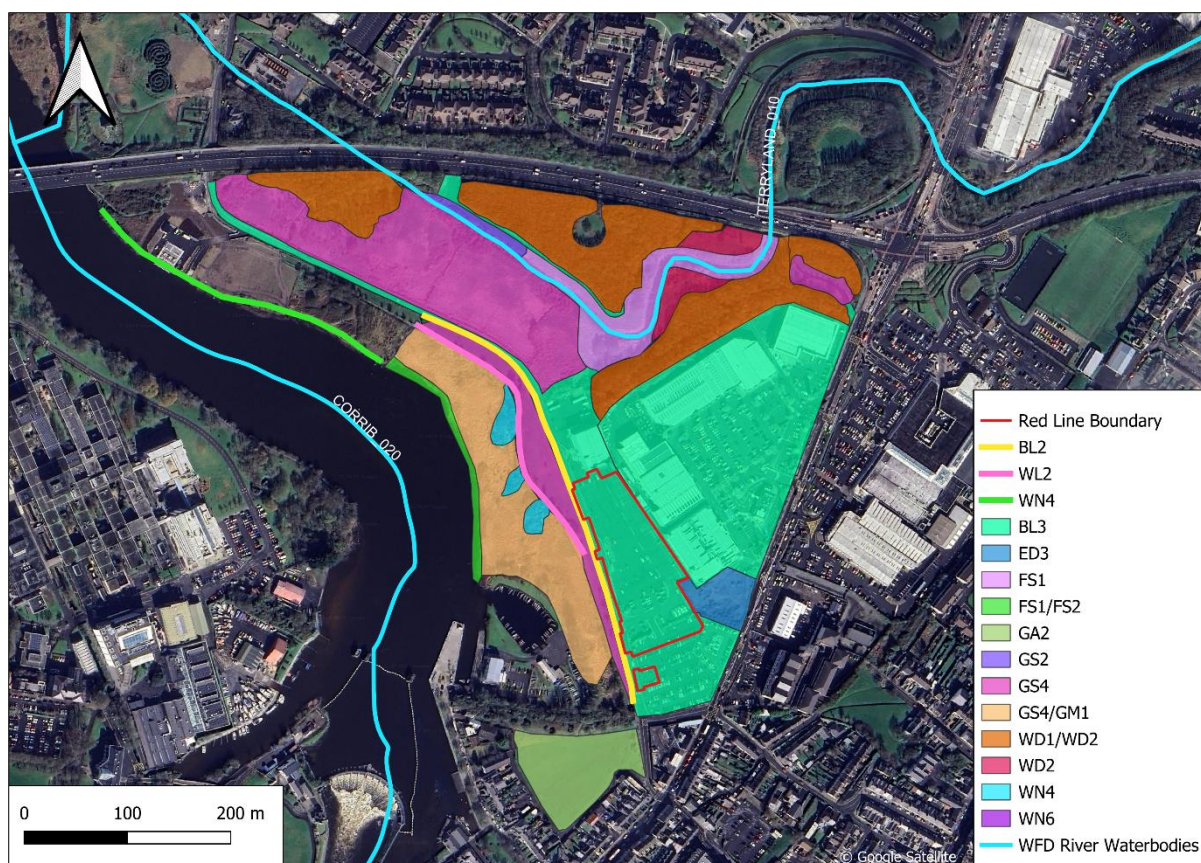 TERRYLAND_010
CORRIB_020
Red Line Boundary
BL2
WL2
WN4
BL3
ED3
FS1
FS1/FS2
GA2
GS2
GS4
GS4/GM1
WD1/WD2
WD2
WN4
WN6
WFD River Waterbodies
0 100 200 m
© Google Satellite